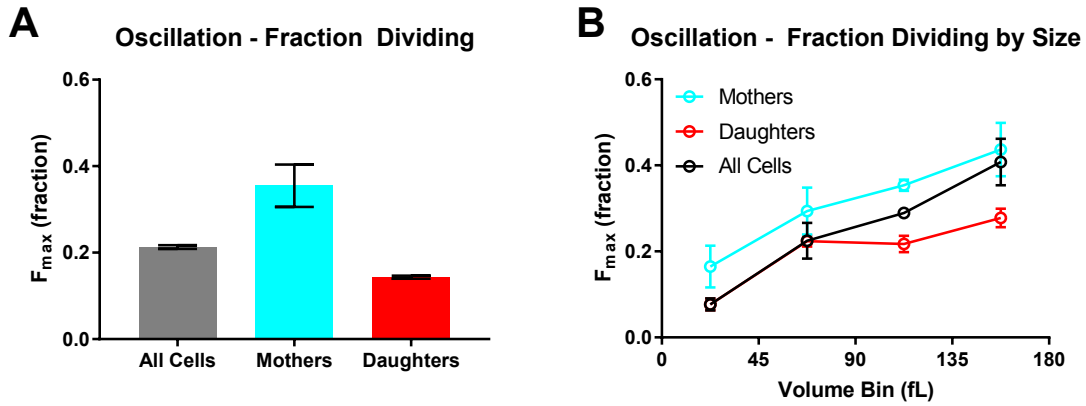 A
Oscillation - Fraction Dividing
0.6
0.4
0.2
0.0
Fmax (fraction)
All Cells Mothers Daughters
B
Oscillation - Fraction Dividing by Size
0.6
0.4
0.2
0.0
Fmax (fraction)
Mothers
Daughters
All Cells
0 45 90 135 180
Volume Bin (fL)